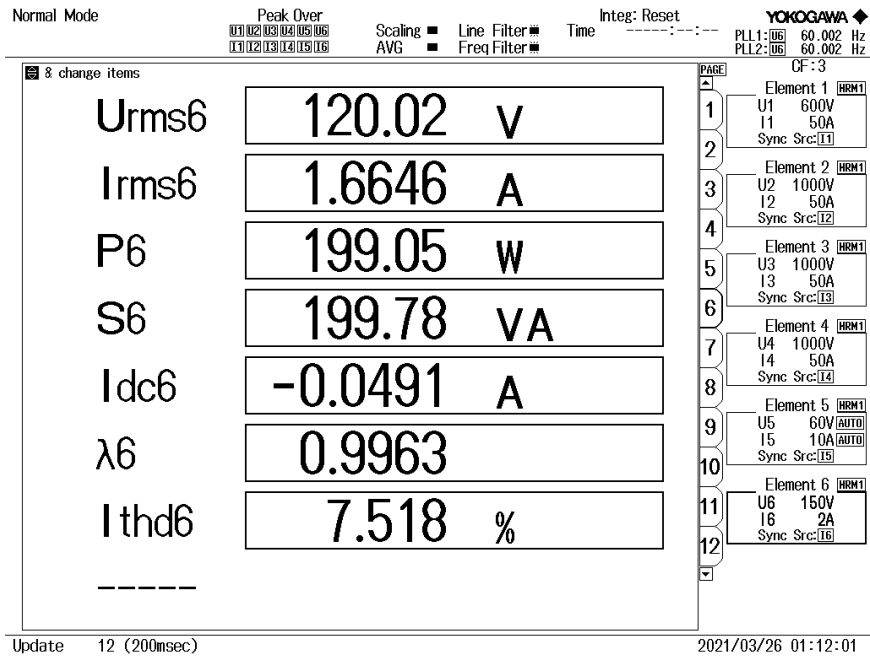 Normal Mode
Peak Over
U1 U2 U3 U4 U5 U6
I1 I2 I3 I4 I5 I6
Scaling
AVG
Line Filter
Freq Filter
Integ: Reset
Time -----:--:--
YOKOGAWA
PLL1: U6 60.002 Hz
PLL2: U6 60.002 Hz
& change items
Urms6 120.02 V
Irms6 1.6646 A
P6 199.05 W
S6 199.78 VA
Idc6 -0.0491 A
λ6 0.9963
Ithd6 7.518 %
-----
PAGE
1
2
3
4
5
6
7
8
9
10
11
12
CF:3
Element 1 HRM1
U1 600V
I1 50A
Sync Src:I1
Element 2 HRM1
U2 1000V
I2 50A
Sync Src:I2
Element 3 HRM1
U3 1000V
I3 50A
Sync Src:I3
Element 4 HRM1
U4 1000V
I4 50A
Sync Src:I4
Element 5 HRM1
U5 60V AUTO
I5 10A AUTO
Sync Src:I5
Element 6 HRM1
U6 150V
I6 2A
Sync Src:I6
Update 12 (200msec)
2021/03/26 01:12:01